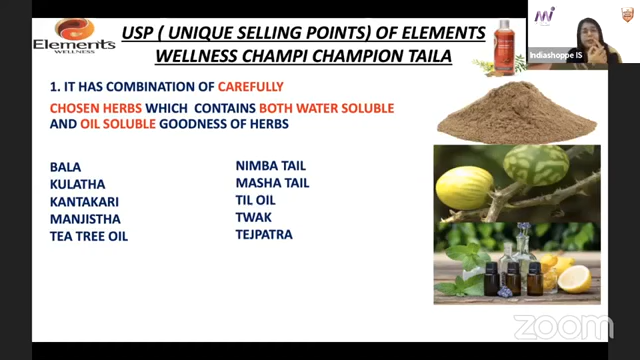 Elements
WELLNESS
USP ( UNIQUE SELLING POINTS) OF ELEMENTS
WELLNESS CHAMPI CHAMPION TAILA
Indiashoppe IS
1. IT HAS COMBINATION OF CAREFULLY
CHOSEN HERBS WHICH CONTAINS BOTH WATER SOLUBLE
AND OIL SOLUBLE GOODNESS OF HERBS
BALA
KULATHA
KANTAKARI
MANJISTHA
TEA TREE OIL
NIMBA TAIL
MASHA TAIL
TIL OIL
TWAK
TEJPATRA
zoom